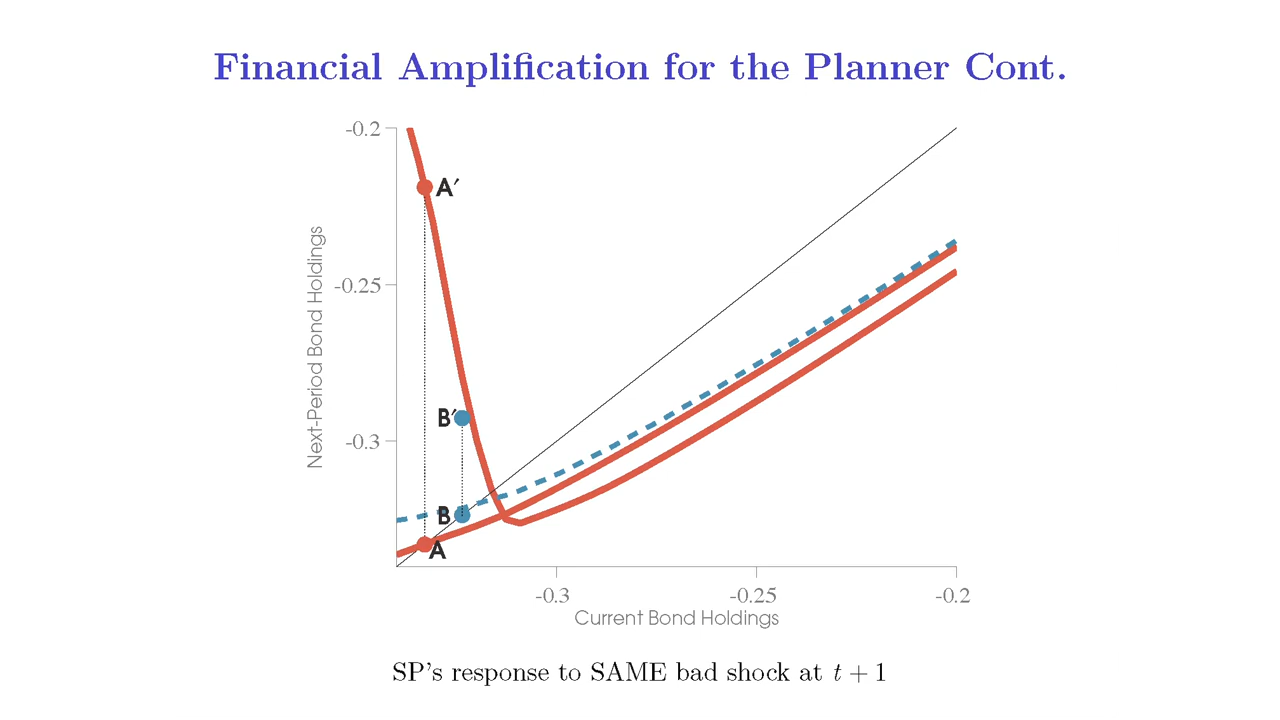 Financial Amplification for the Planner Cont.
-0.2
A′
-0.25
B′
-0.3
B
A
Next-Period Bond Holdings
-0.3
-0.25
-0.2
Current Bond Holdings
SP's response to SAME bad shock at t + 1